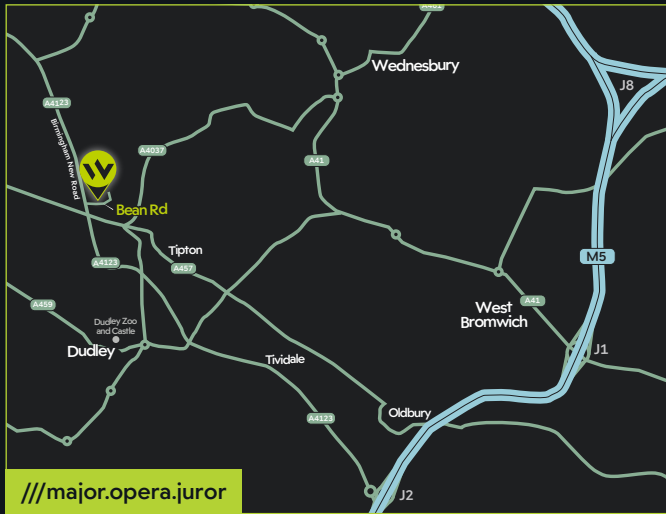 A461
Wednesbury
J8
A4123
Birmingham New Road
A4037
A41
Bean Rd
M5
Tipton
A4123
A457
A459
A41
West
Bromwich
Dudley Zoo
and Castle
Dudley
J1
Tividale
Oldbury
A4123
J2
///major.opera.juror